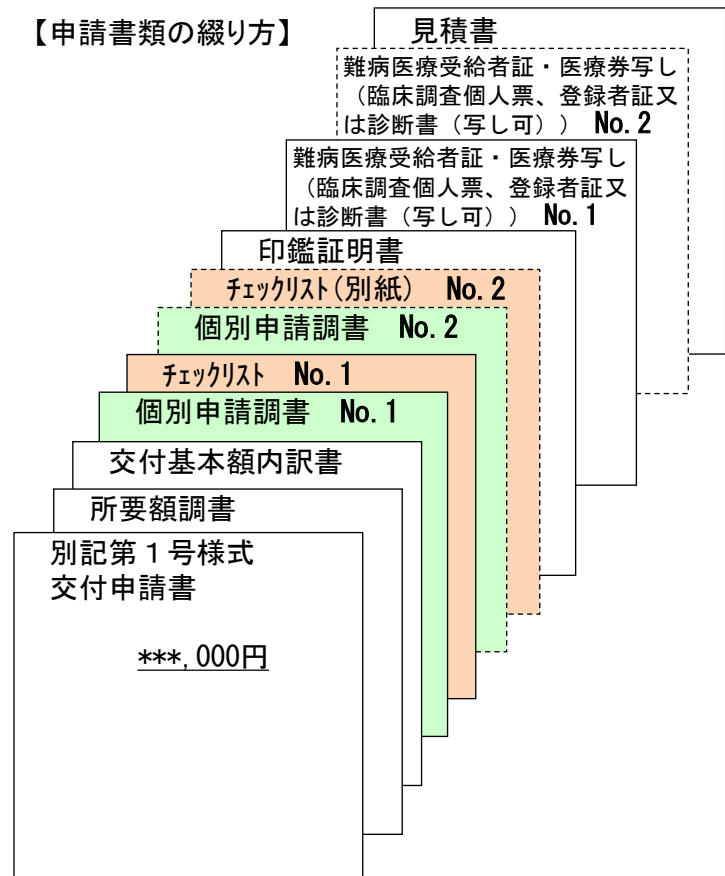 【申請書類の綴り方】
見積書
難病医療受給者証・医療券写し
（臨床調査個人票、登録者証又
は診断書（写し可）） No.2
難病医療受給者証・医療券写し
（臨床調査個人票、登録者証又
は診断書（写し可）） No.1
印鑑証明書
ﾁｪｯｸﾘｽﾄ(別紙) No.2
個別申請調書 No.2
ﾁｪｯｸﾘｽﾄ No.1
個別申請調書 No.1
交付基本額内訳書
所要額調書
別記第１号様式
交付申請書
***,000円